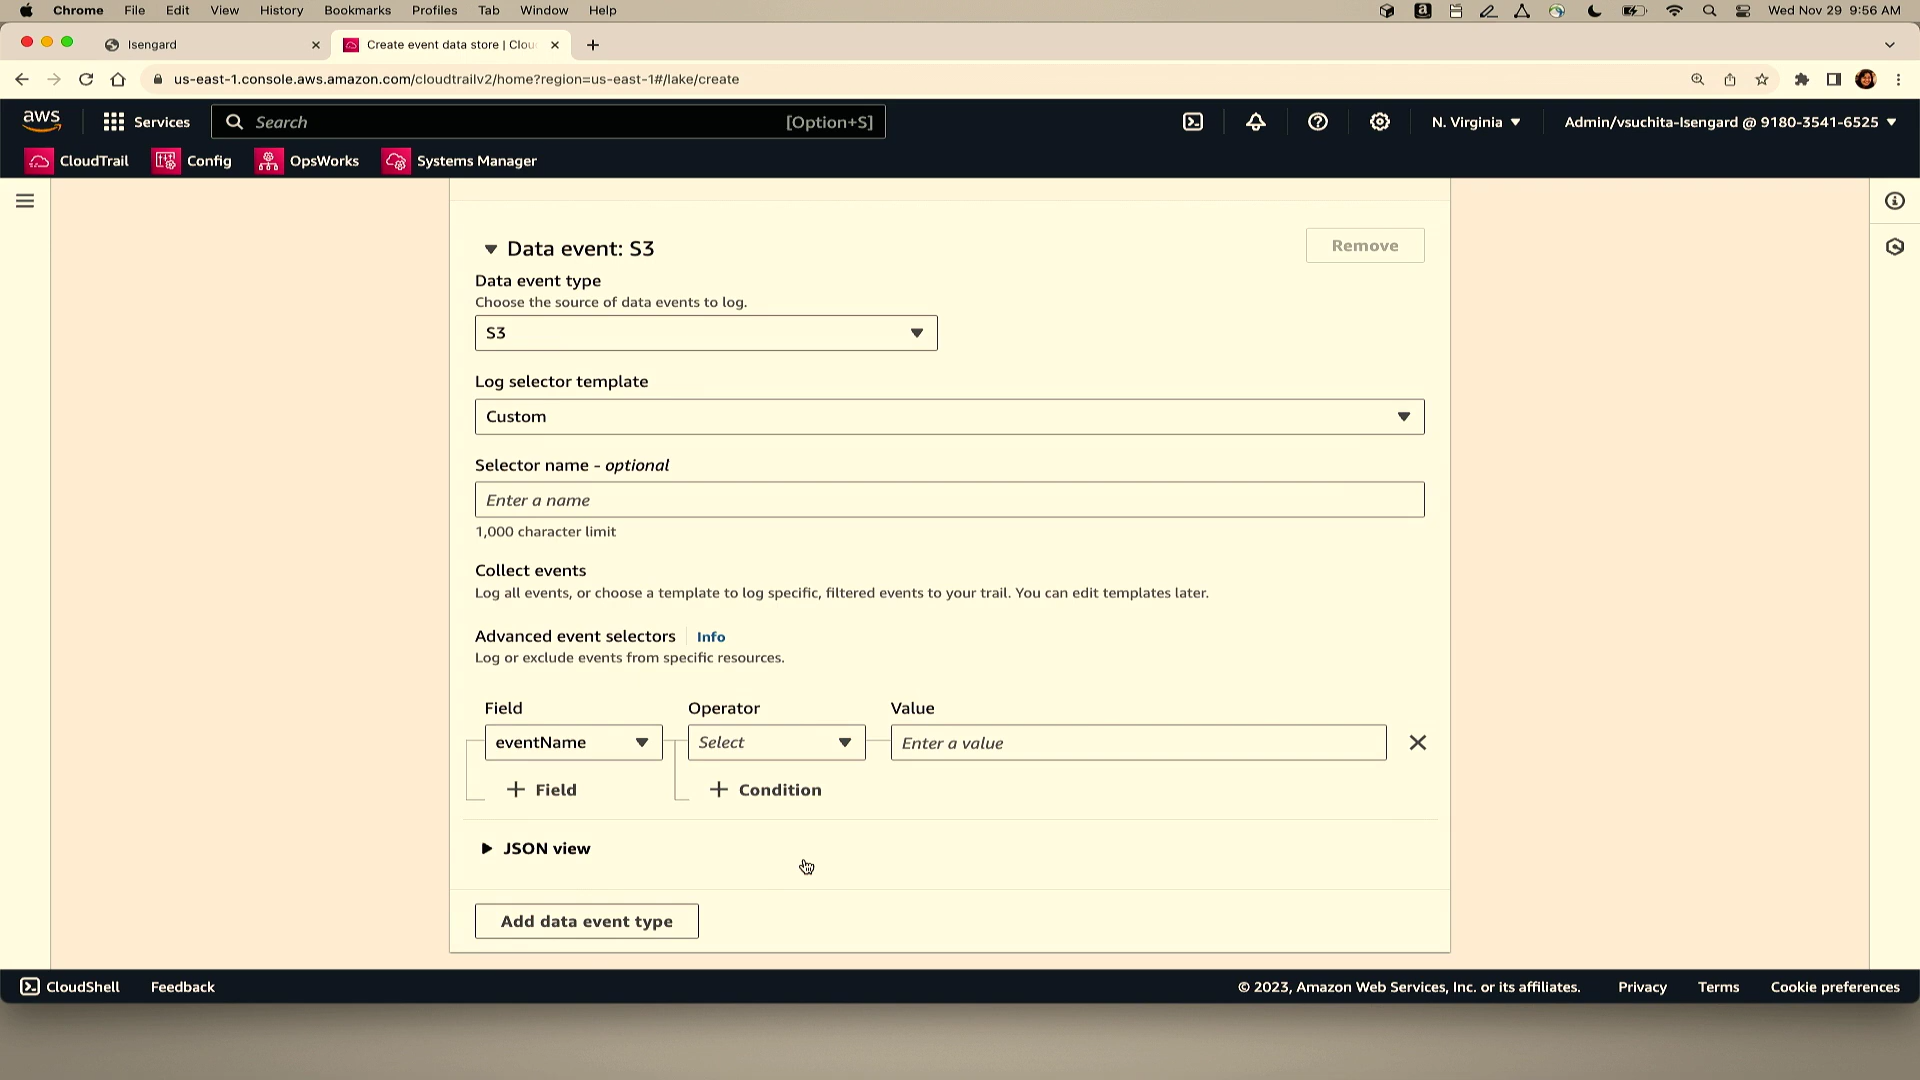 Chrome File Edit View History Bookmarks Profiles Tab Window Help Wed Nov 29 9:56 AM
Isengard
Create event data store | Clou
us-east-1.console.aws.amazon.com/cloudtrailv2/home?region=us-east-1#/lake/create
aws Services Search [Option+S] N. Virginia Admin/vsuchita-Isengard @ 9180-3541-6525
CloudTrail Config OpsWorks Systems Manager
Data event: S3 Remove
Data event type
Choose the source of data events to log.
S3
Log selector template
Custom
Selector name - optional
Enter a name
1,000 character limit
Collect events
Log all events, or choose a template to log specific, filtered events to your trail. You can edit templates later.
Advanced event selectors Info
Log or exclude events from specific resources.
Field Operator Value
eventName Select Enter a value
+ Field + Condition
JSON view
Add data event type
CloudShell Feedback © 2023, Amazon Web Services, Inc. or its affiliates. Privacy Terms Cookie preferences